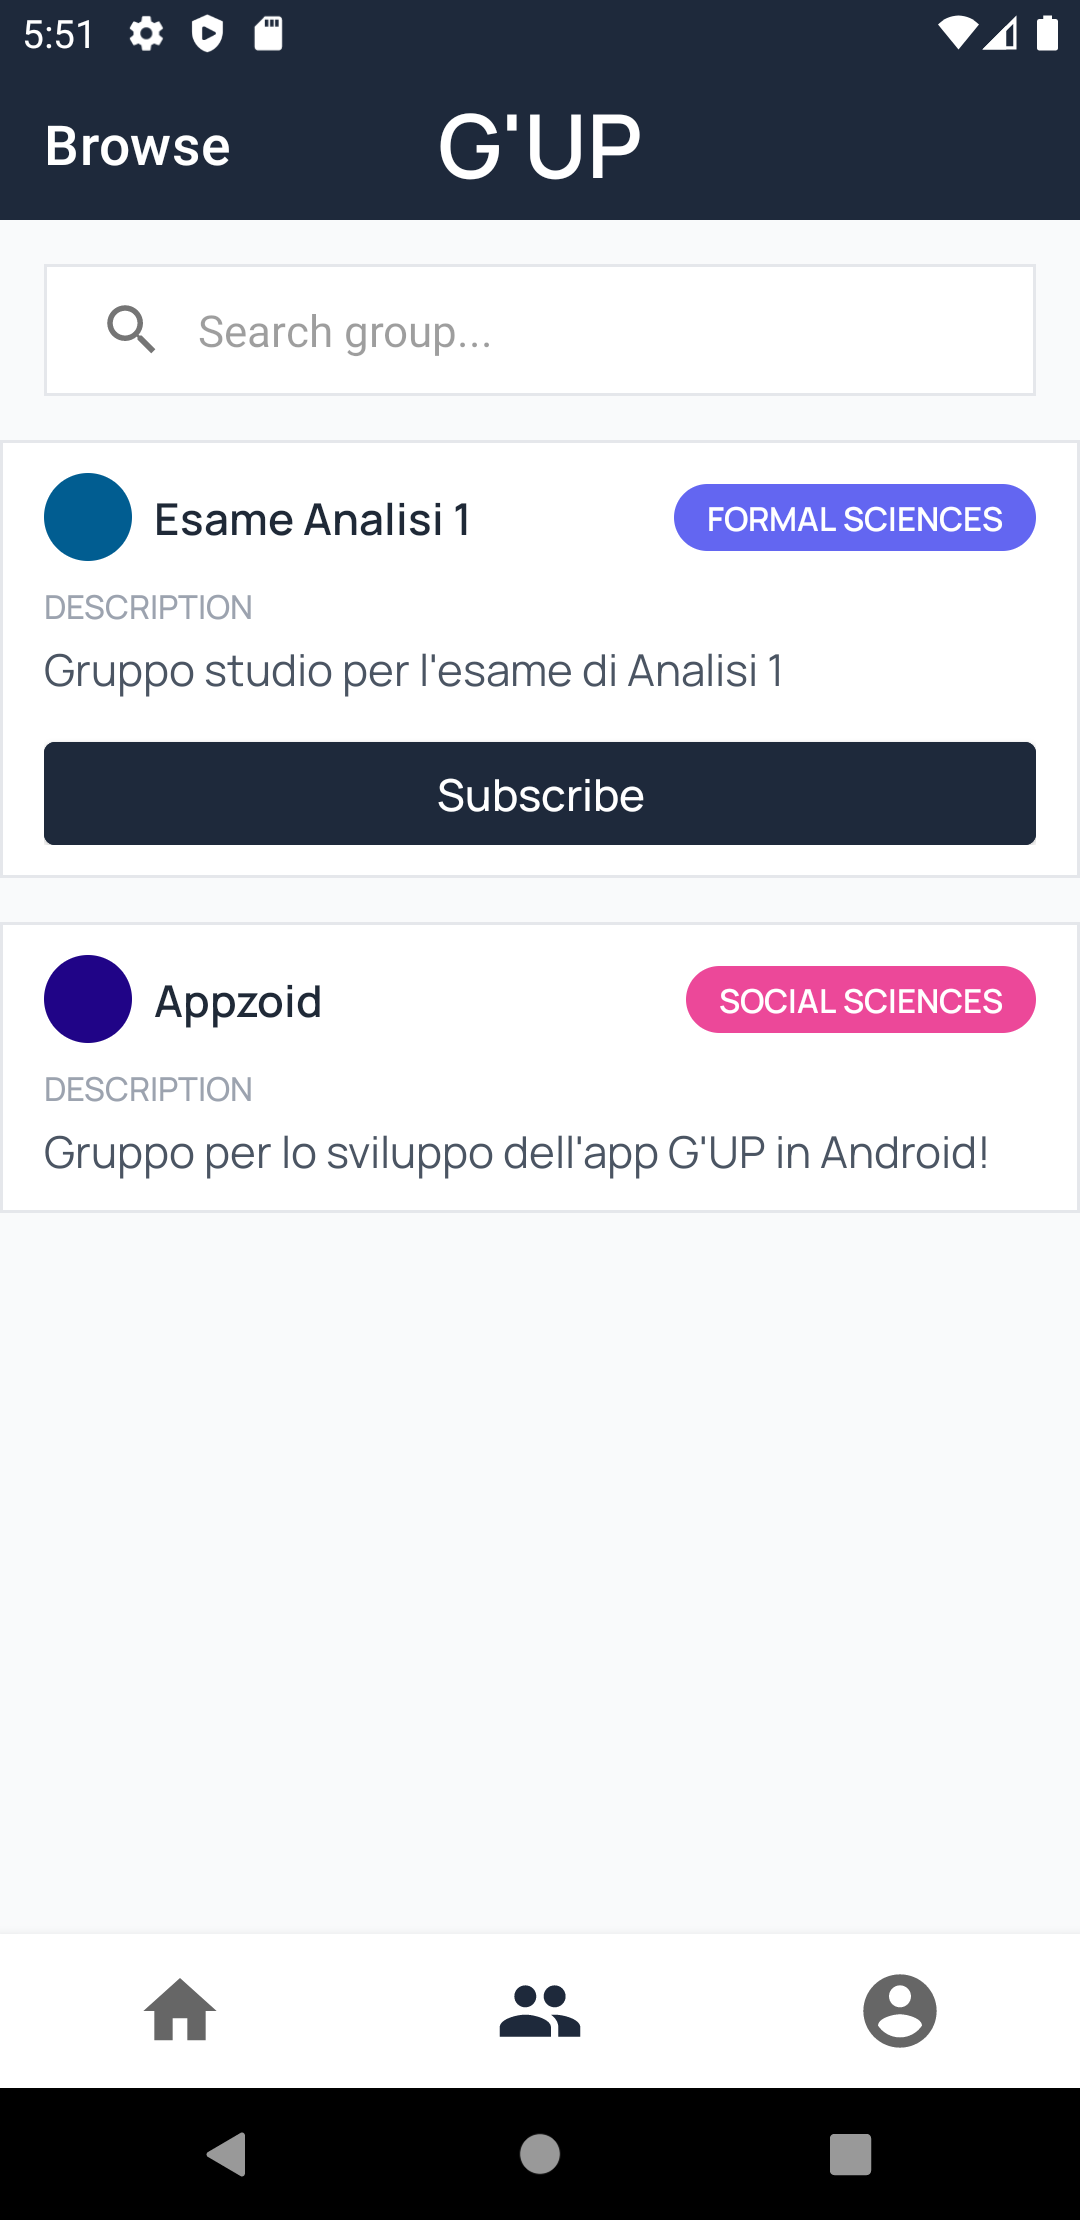 5:51
Browse
G'UP
Search group...
Esame Analisi 1
FORMAL SCIENCES
DESCRIPTION
Gruppo studio per l'esame di Analisi 1
Subscribe
Appzoid
SOCIAL SCIENCES
DESCRIPTION
Gruppo per lo sviluppo dell'app G'UP in Android!